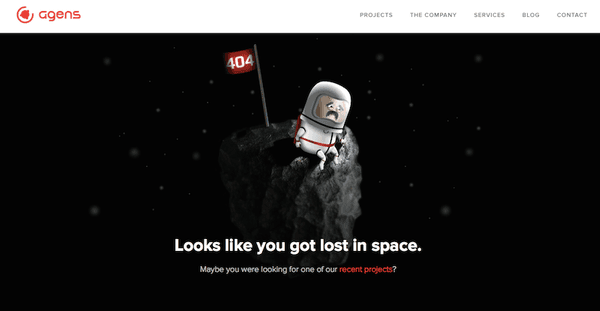 agens
PROJECTS THE COMPANY SERVICES BLOG CONTACT
404
Looks like you got lost in space.
Maybe you were looking for one of our recent projects?